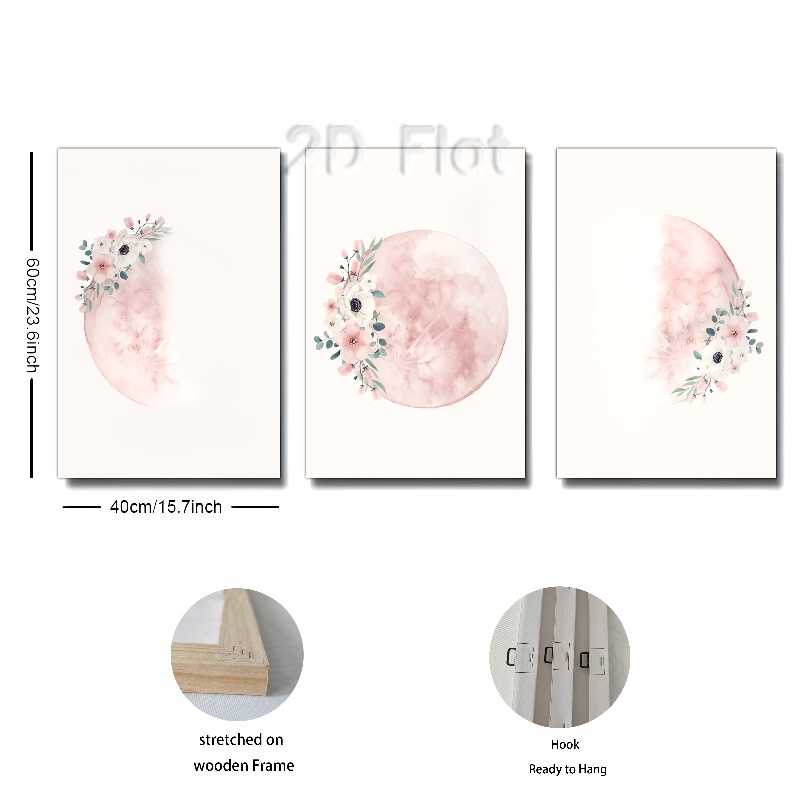 2D Flat
60cm/23.6inch
40cm/15.7inch
stretched on
wooden Frame
Hook
Ready to Hang